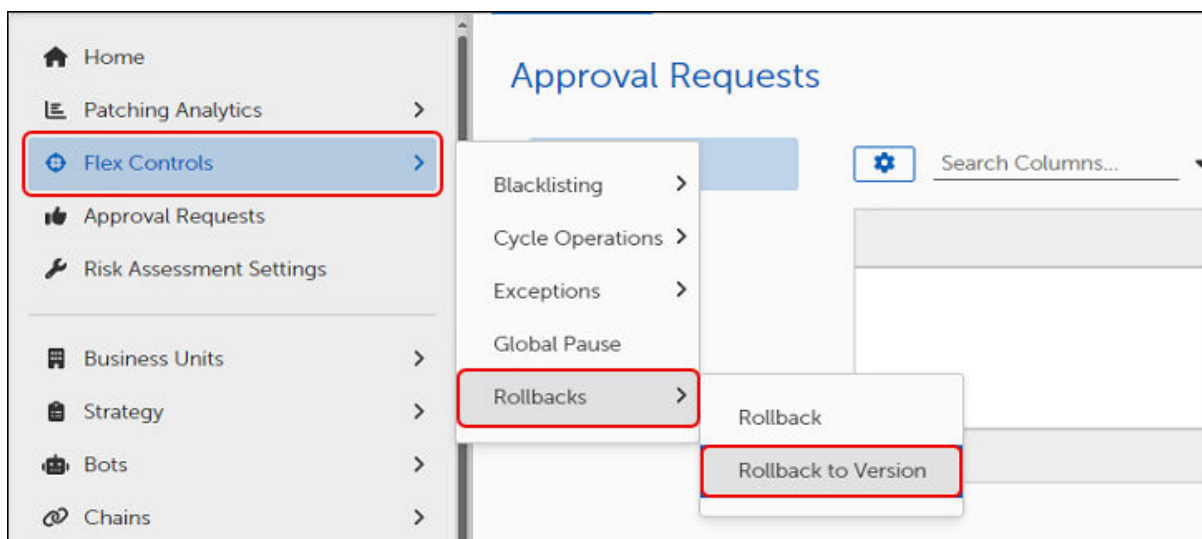 Home
Patching Analytics
Flex Controls
Approval Requests
Risk Assessment Settings
Business Units
Strategy
Bots
Chains
Blacklisting
Cycle Operations
Exceptions
Global Pause
Rollbacks
Rollback
Rollback to Version
Approval Requests
Search Columns...